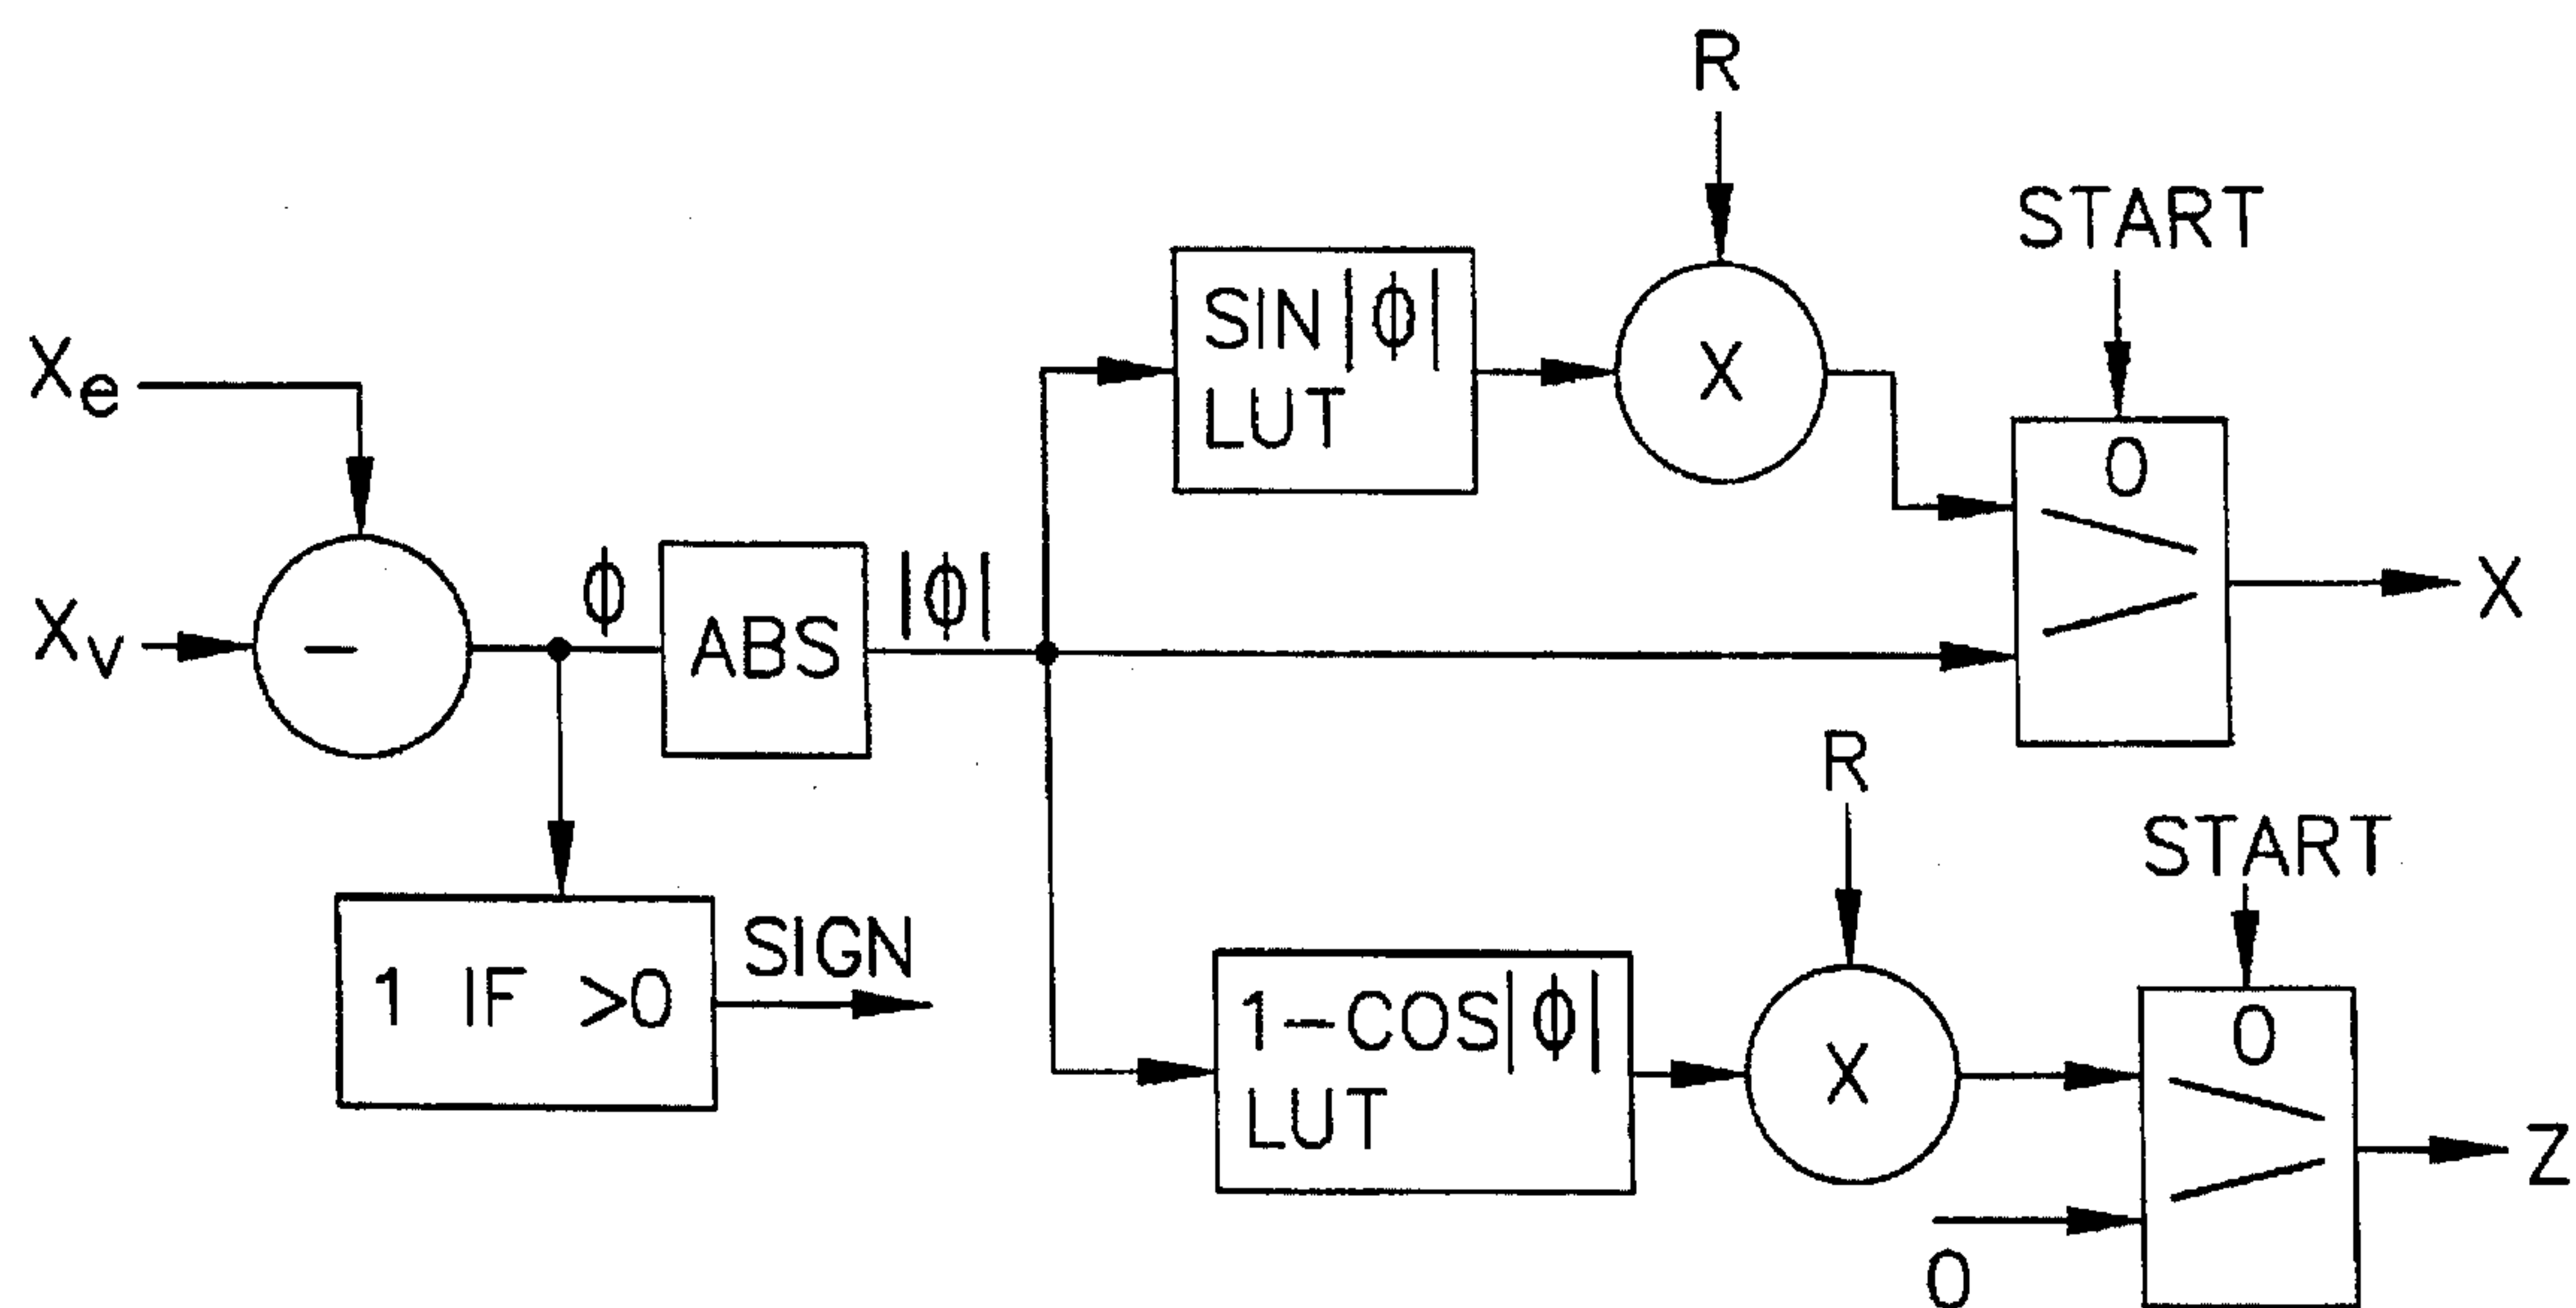 R
START
SIN |ϕ|
LUT
X
0
Xe
Xv
-
ϕ
ABS
|ϕ|
X
R
START
1 IF >0
SIGN
1-COS|ϕ|
LUT
X
0
Z
0